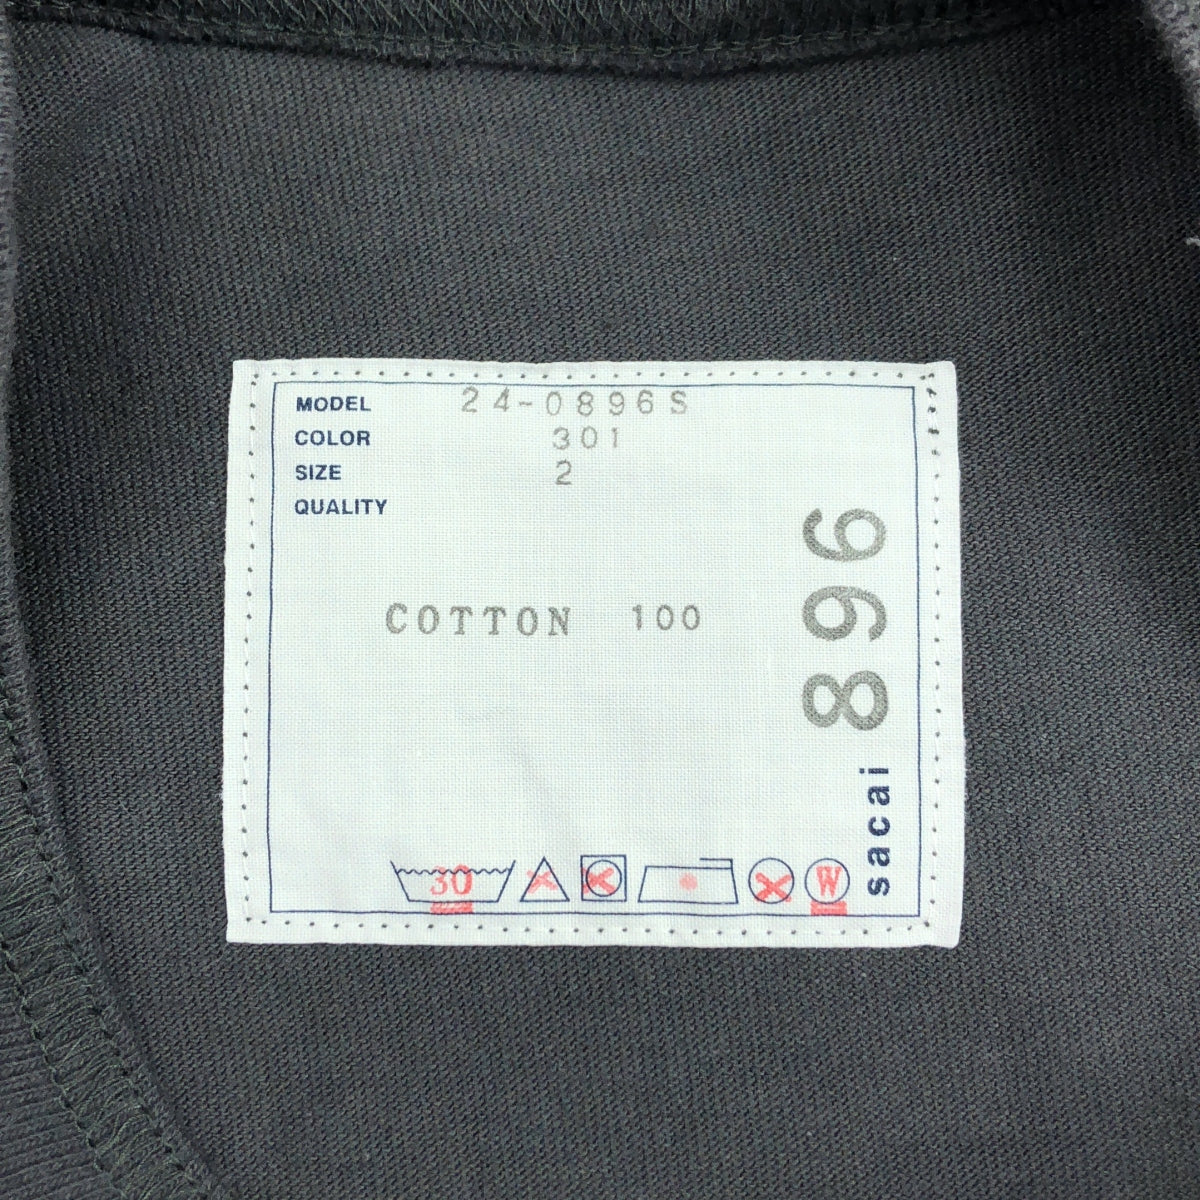 MODEL 24-0896S
COLOR 301
SIZE 2
QUALITY
COTTON 100
sacai 896
30
W